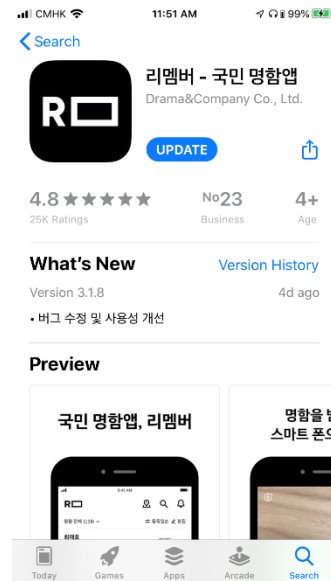 CMHK 11:51 AM 99%
Search
리멤버 - 국민 명함앱
Drama&Company Co., Ltd.
R
UPDATE
4.8 ★★★★★ No23 4+
25K Ratings Business Age
What's New Version History
Version 3.1.8 4d ago
• 버그 수정 및 사용성 개선
Preview
국민 명함앱, 리멤버
명함을
스마트 폰으
9:41 AM
R
Today Games Apps Arcade Search